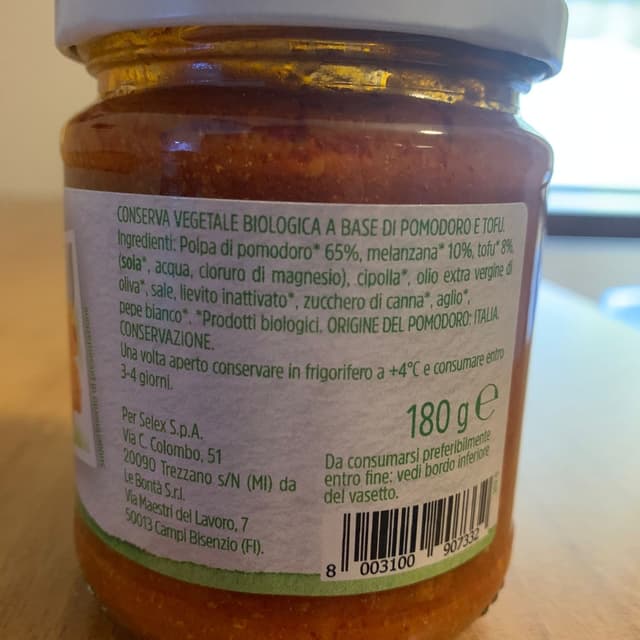 CONSERVA VEGETALE BIOLOGICA A BASE DI POMODORO E TOFU.
Ingredienti: Polpa di pomodoro* 65%, melanzana* 10%, tofu* 8%
(soia*, acqua, cloruro di magnesio), cipolla*, olio extra vergine di
oliva*, sale, lievito inattivato*, zucchero di canna*, aglio*,
pepe bianco*. *Prodotti biologici. ORIGINE DEL POMODORO: ITALIA.
CONSERVAZIONE.
Una volta aperto conservare in frigorifero a +4°C e consumare entro
3-4 giorni.
180 g e
Per Selex S.p.A.
Via C. Colombo, 51
20090 Trezzano s/N (MI) da
Le Bontà S.r.l.
Via Maestri del Lavoro, 7
50013 Campi Bisenzio (FI).
Da consumarsi preferibilmente
entro fine: vedi bordo inferiore
del vasetto.
8 003100 907332